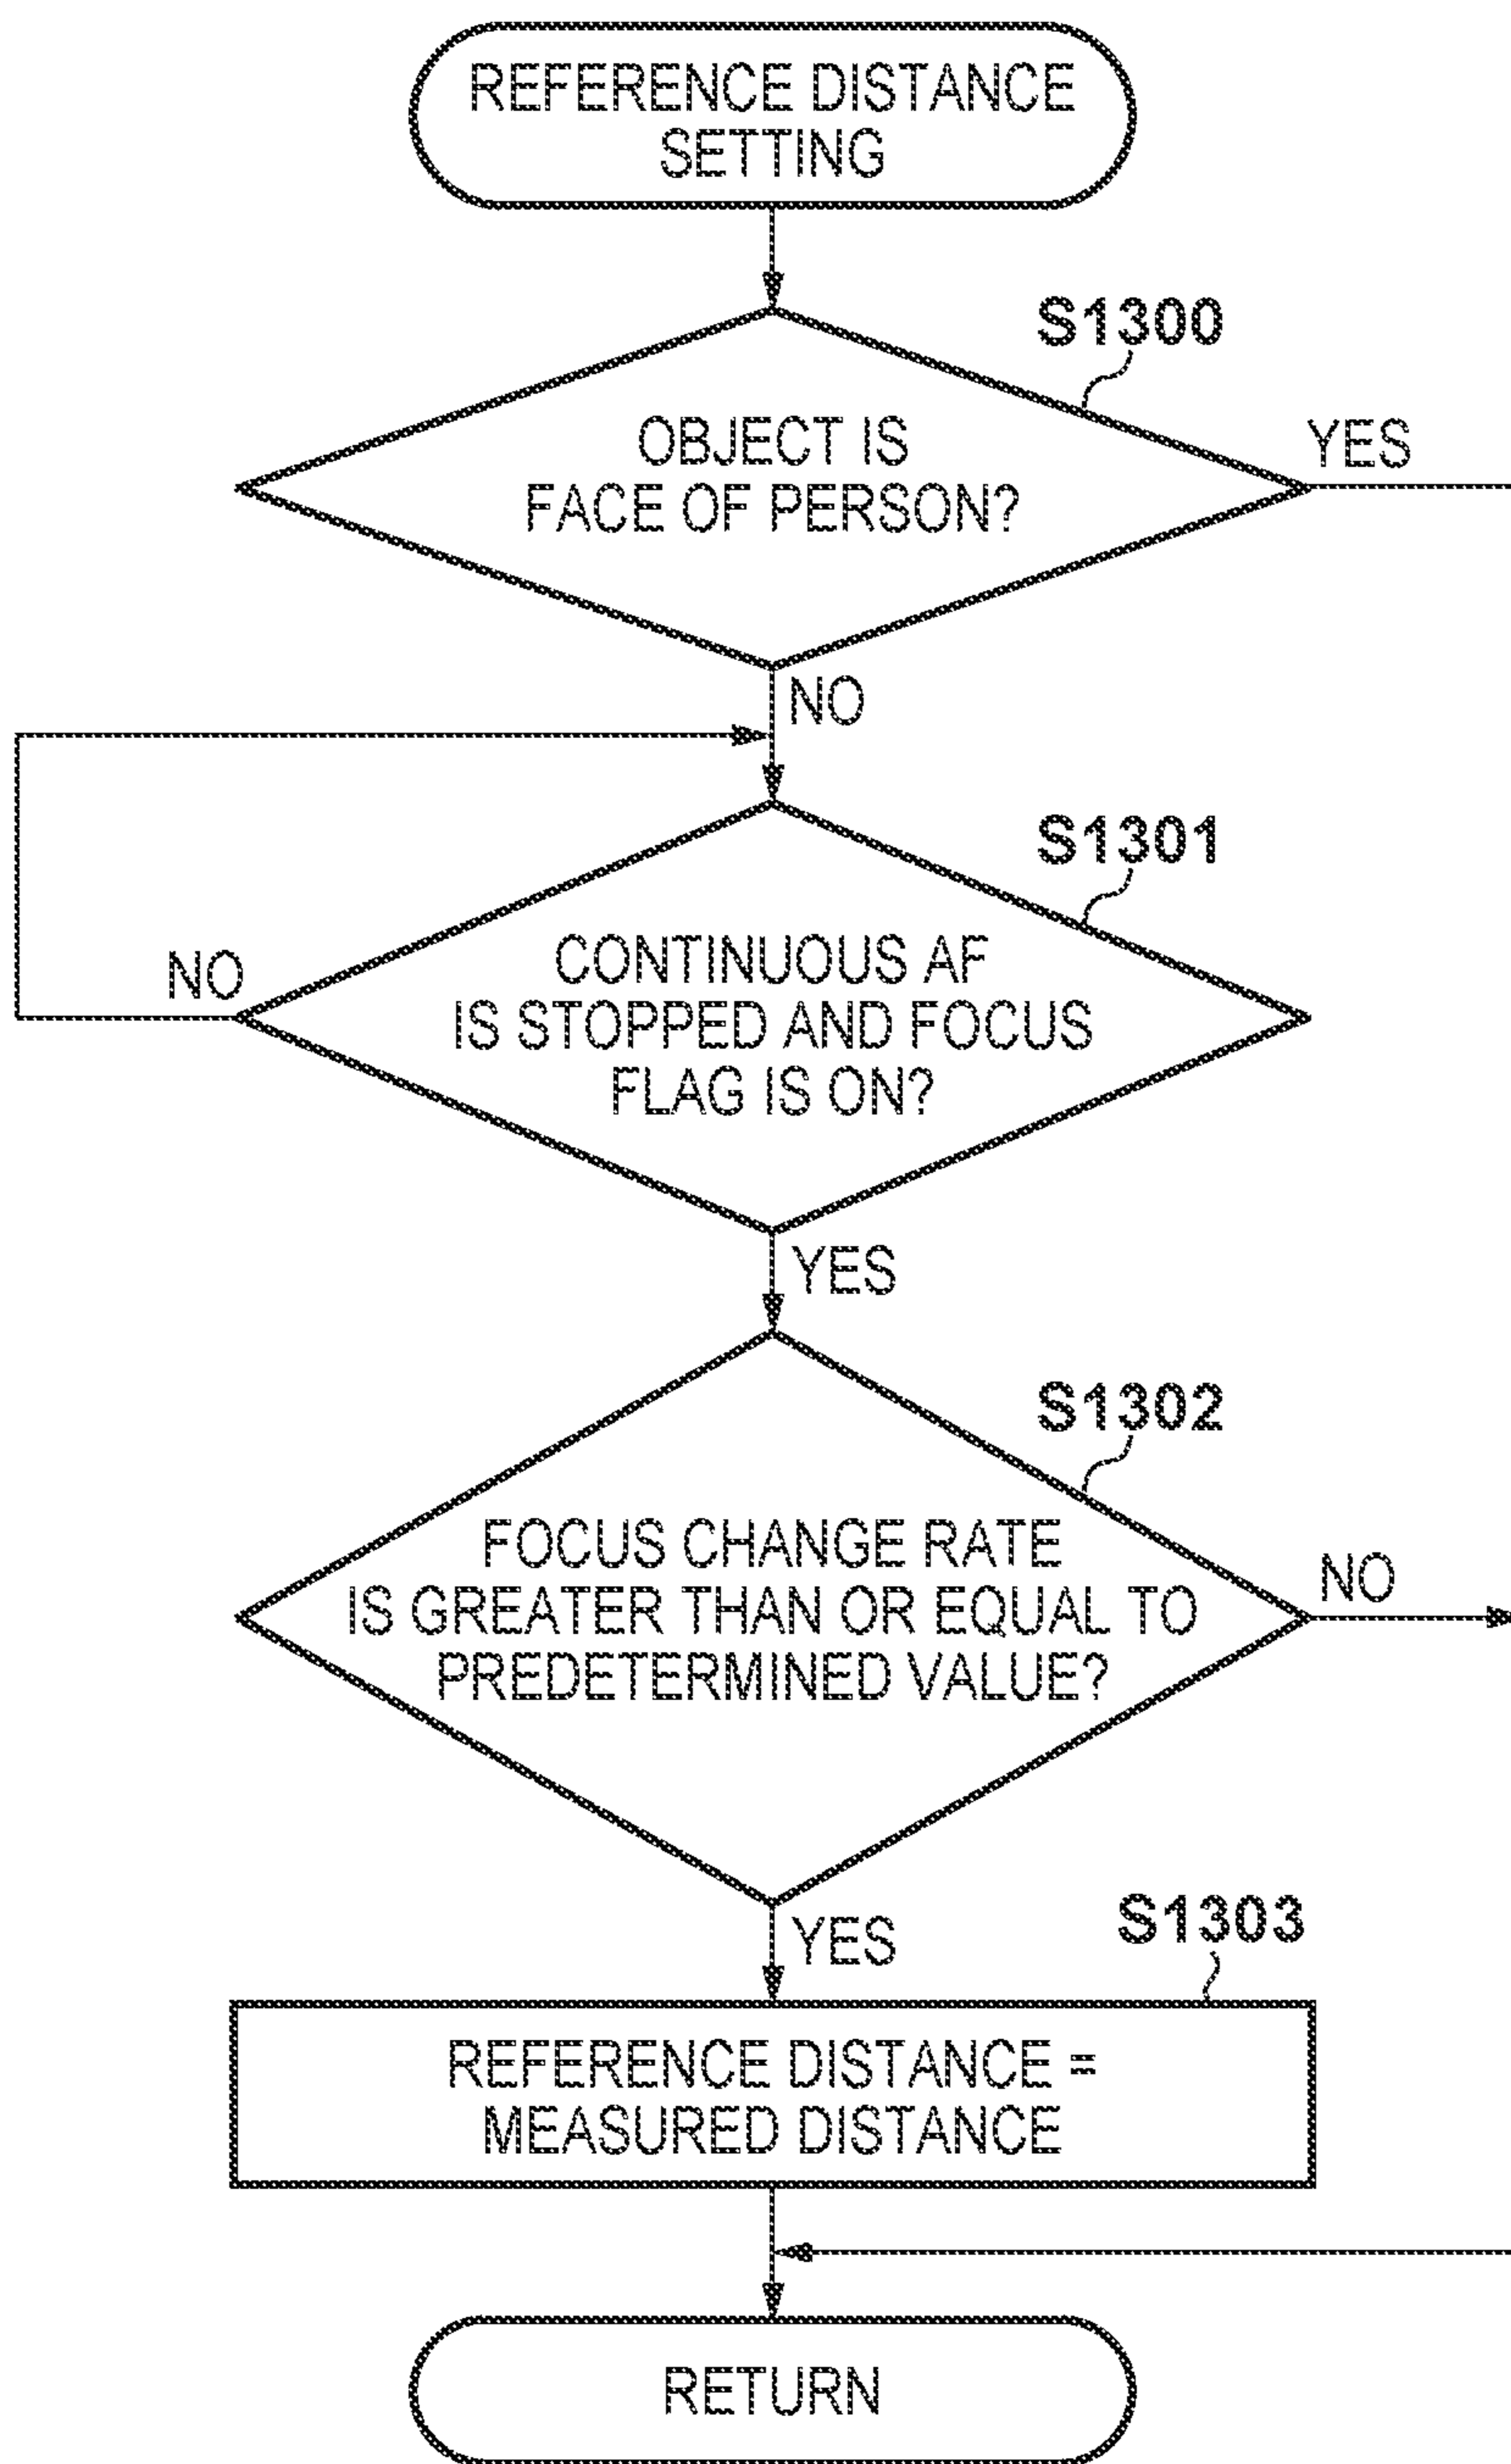 REFERENCE DISTANCE
SETTING
S1300
OBJECT IS
FACE OF PERSON?
YES
NO
S1301
CONTINUOUS AF
IS STOPPED AND FOCUS
FLAG IS ON?
NO
YES
S1302
FOCUS CHANGE RATE
IS GREATER THAN OR EQUAL TO
PREDETERMINED VALUE?
NO
YES
S1303
REFERENCE DISTANCE =
MEASURED DISTANCE
RETURN